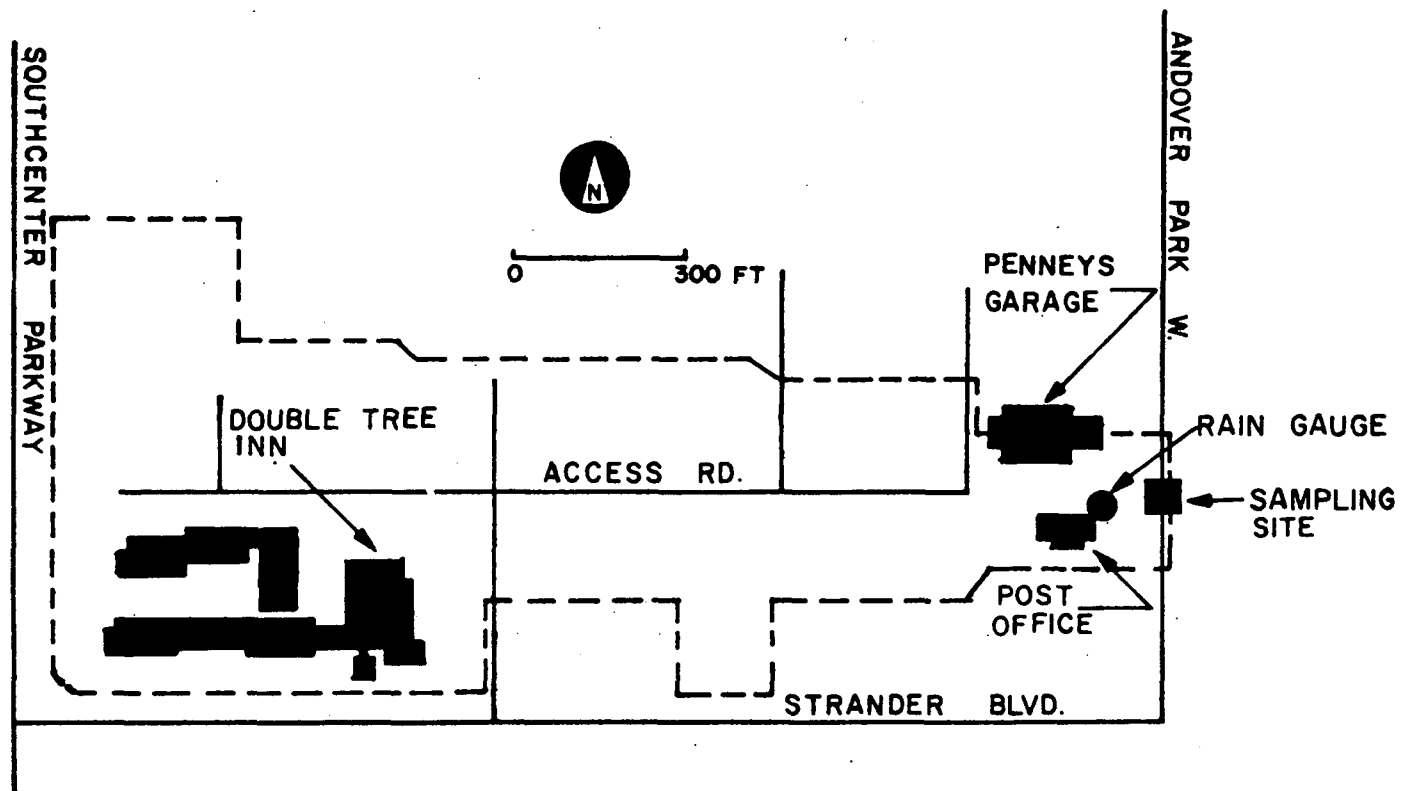 SOUTHCENTER PARKWAY
ANDOVER PARK W.
N
0 300 FT
PENNEYS
GARAGE
DOUBLE TREE
INN
RAIN GAUGE
ACCESS RD.
SAMPLING
SITE
POST
OFFICE
STRANDER BLVD.